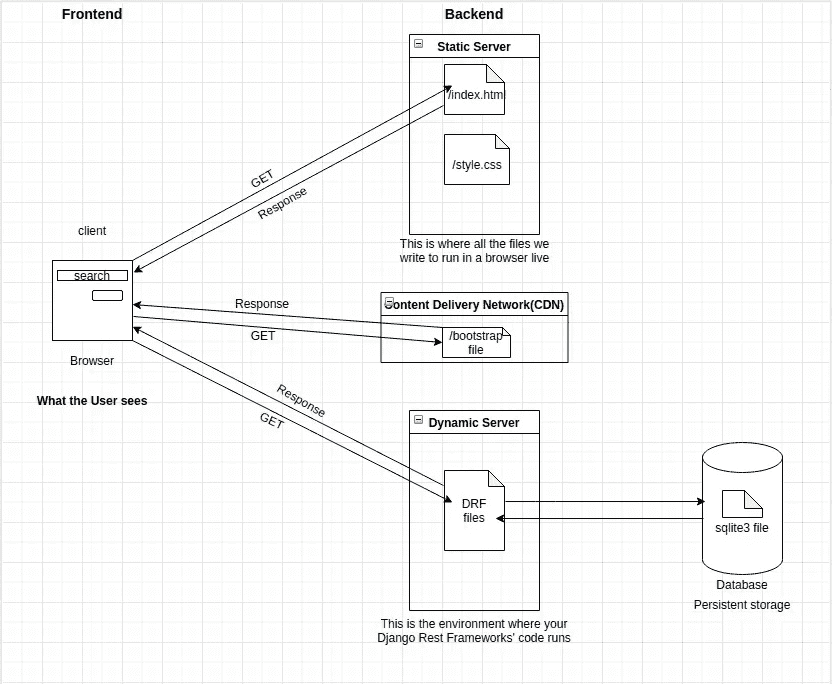 Frontend
Backend
Static Server
/index.html
/style.css
GET
Response
This is where all the files we
write to run in a browser live
client
search
Browser
What the User sees
Response
GET
Content Delivery Network(CDN)
/bootstrap
file
Response
GET
Dynamic Server
DRF
files
This is the environment where your
Django Rest Frameworks' code runs
sqlite3 file
Database
Persistent storage